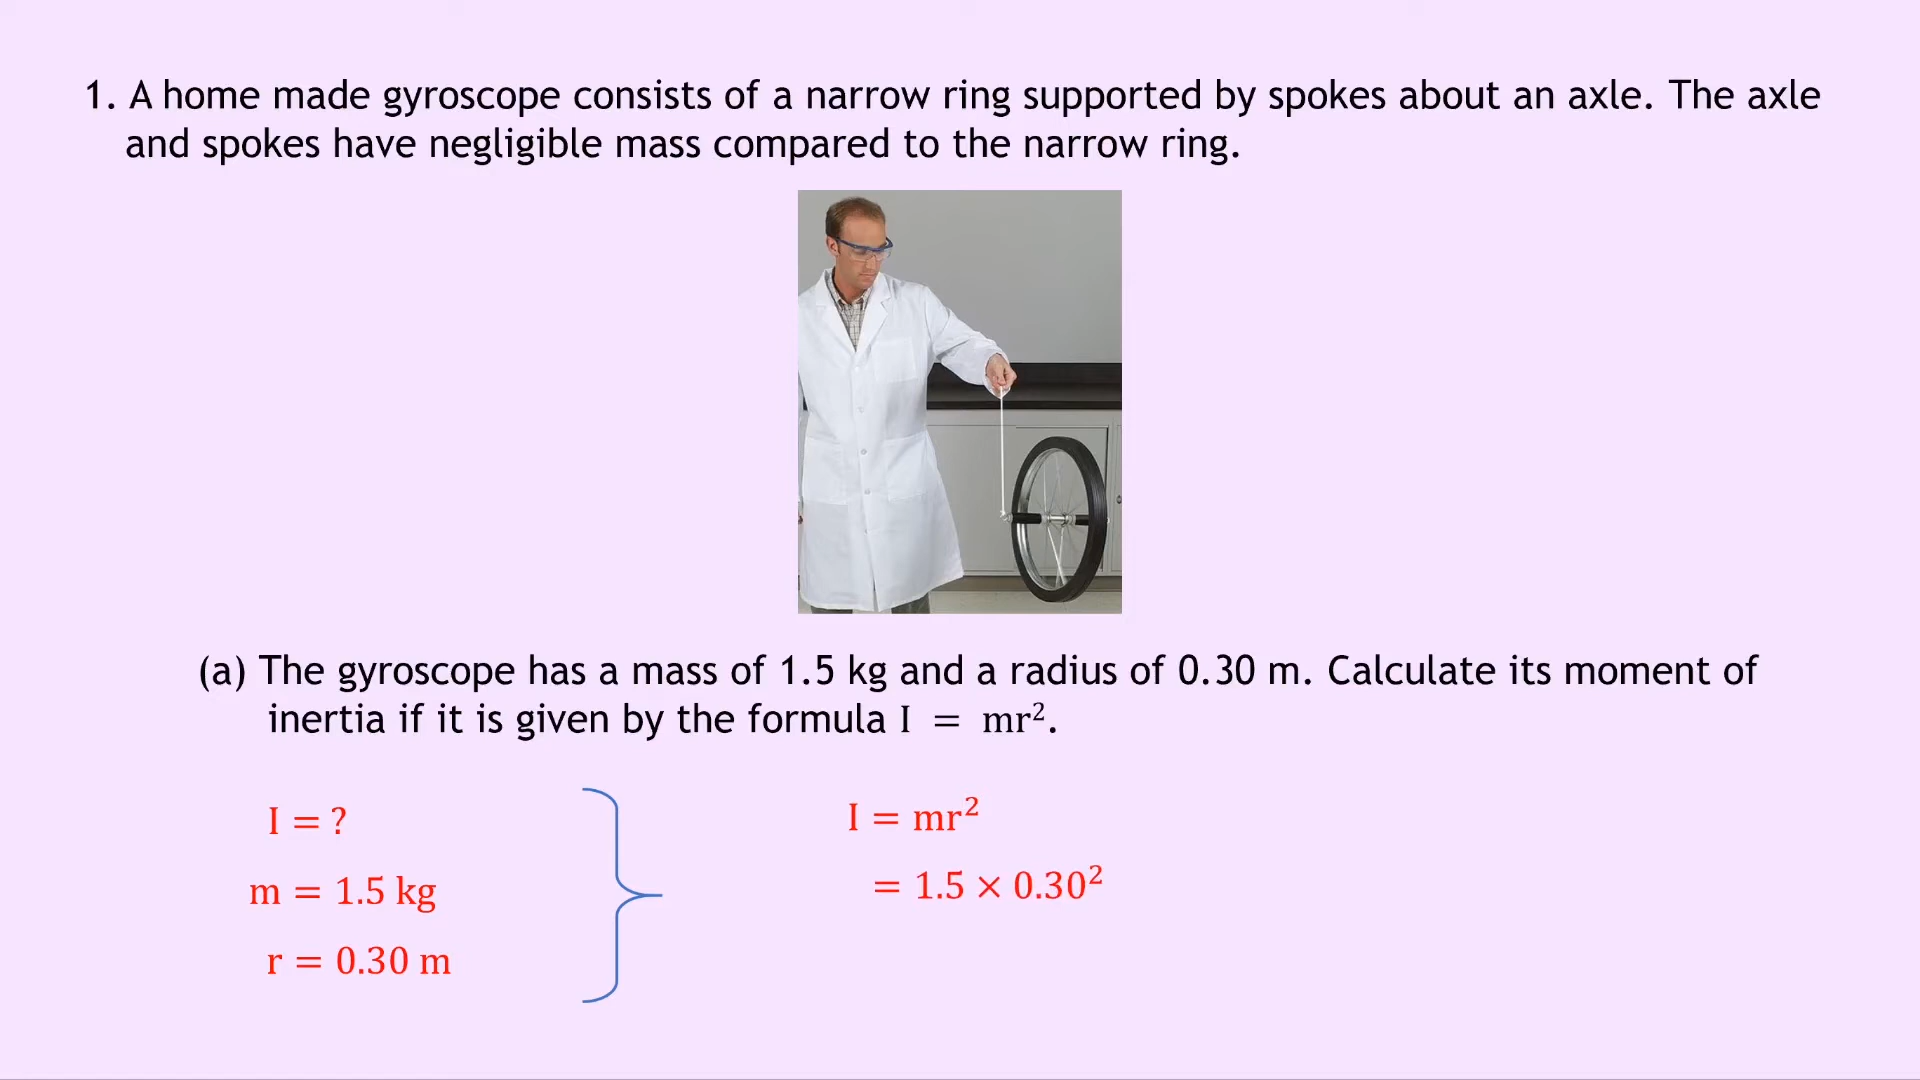 1. A home made gyroscope consists of a narrow ring supported by spokes about an axle. The axle
and spokes have negligible mass compared to the narrow ring.
(a) The gyroscope has a mass of 1.5 kg and a radius of 0.30 m. Calculate its moment of
inertia if it is given by the formula I = mr².
I = ?
m = 1.5 kg
r = 0.30 m
I = mr²
= 1.5 × 0.30²